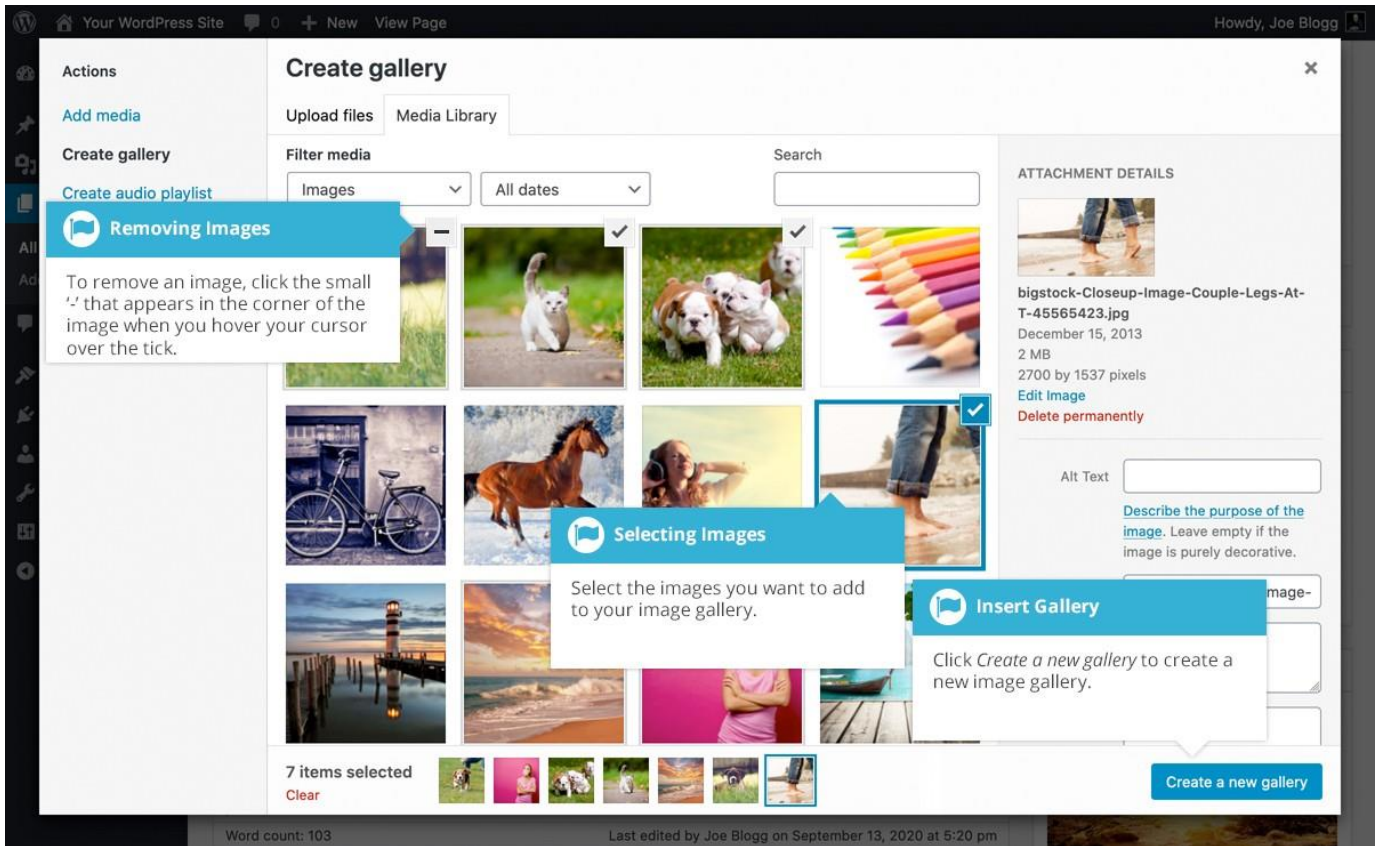 Your WordPress Site 0 + New View Page Howdy, Joe Blogg
Actions
Add media
Create gallery
Create audio playlist
Create gallery
×
Upload files Media Library
Filter media
Images All dates
Search
Removing Images
To remove an image, click the small
'-' that appears in the corner of the
image when you hover your cursor
over the tick.
All
Ad
ATTACHMENT DETAILS
bigstock-Closeup-Image-Couple-Legs-At-
T-45565423.jpg
December 15, 2013
2 MB
2700 by 1537 pixels
Edit Image
Delete permanently
Alt Text
Describe the purpose of the
image. Leave empty if the
image is purely decorative.
mage-
Selecting Images
Select the images you want to add
to your image gallery.
Insert Gallery
Click Create a new gallery to create a
new image gallery.
7 items selected
Clear
Create a new gallery
Word count: 103 Last edited by Joe Blogg on September 13, 2020 at 5:20 pm